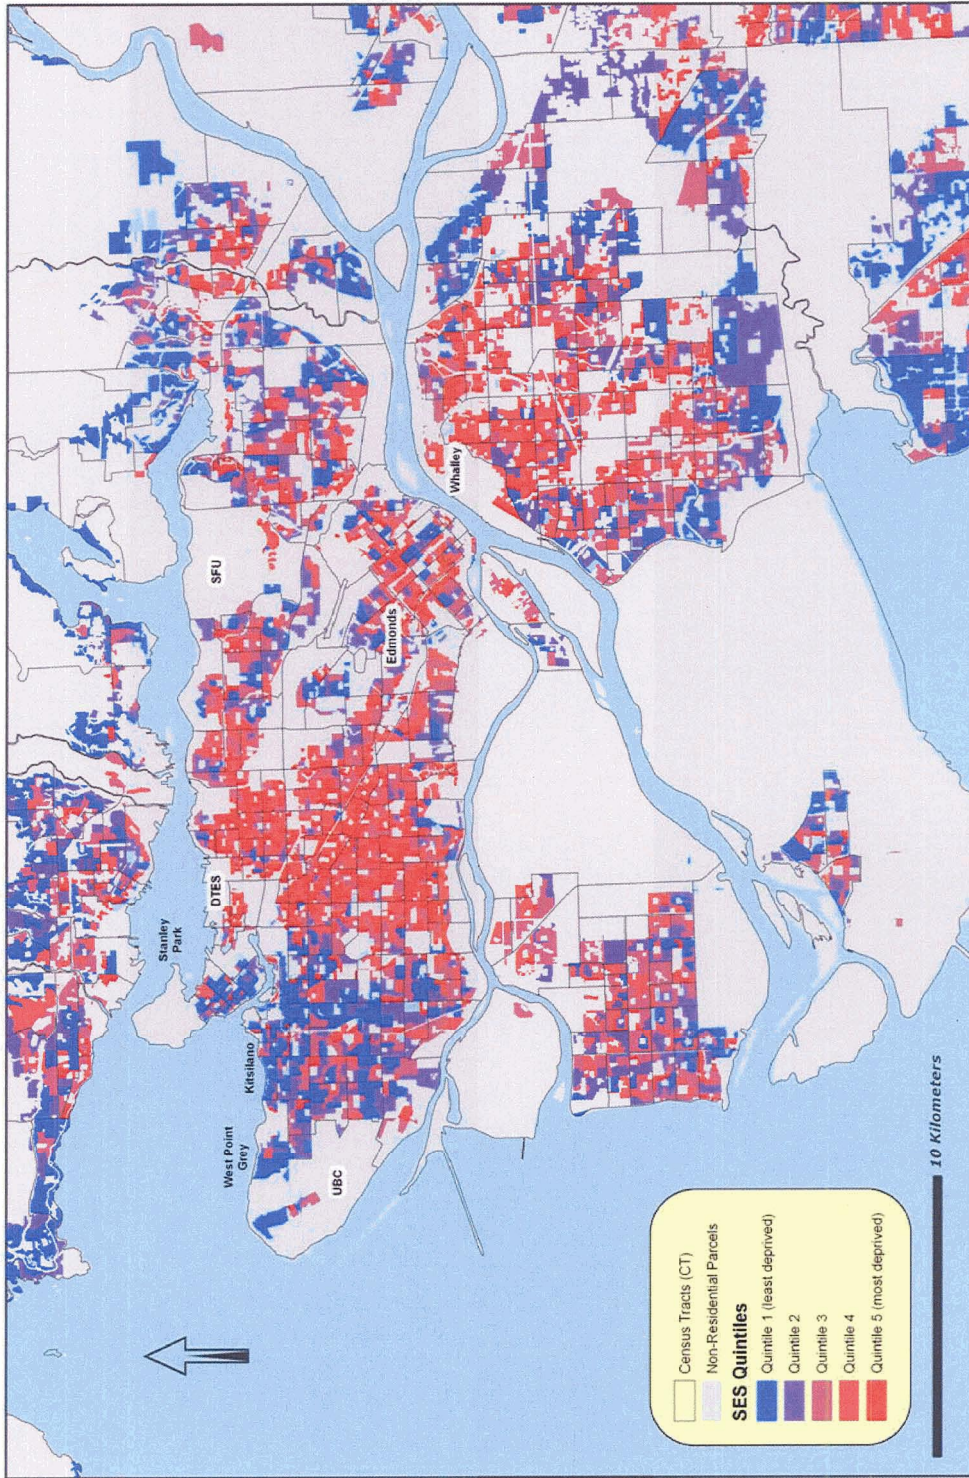 Stanley
Park
West Point
Grey
Kitsilano
DTES
SFU
UBC
Edmonds
Whalley
Census Tracts (CT)
Non-Residential Parcels
SES Quintiles
Quintile 1 (least deprived)
Quintile 2
Quintile 3
Quintile 4
Quintile 5 (most deprived)
10 Kilometers